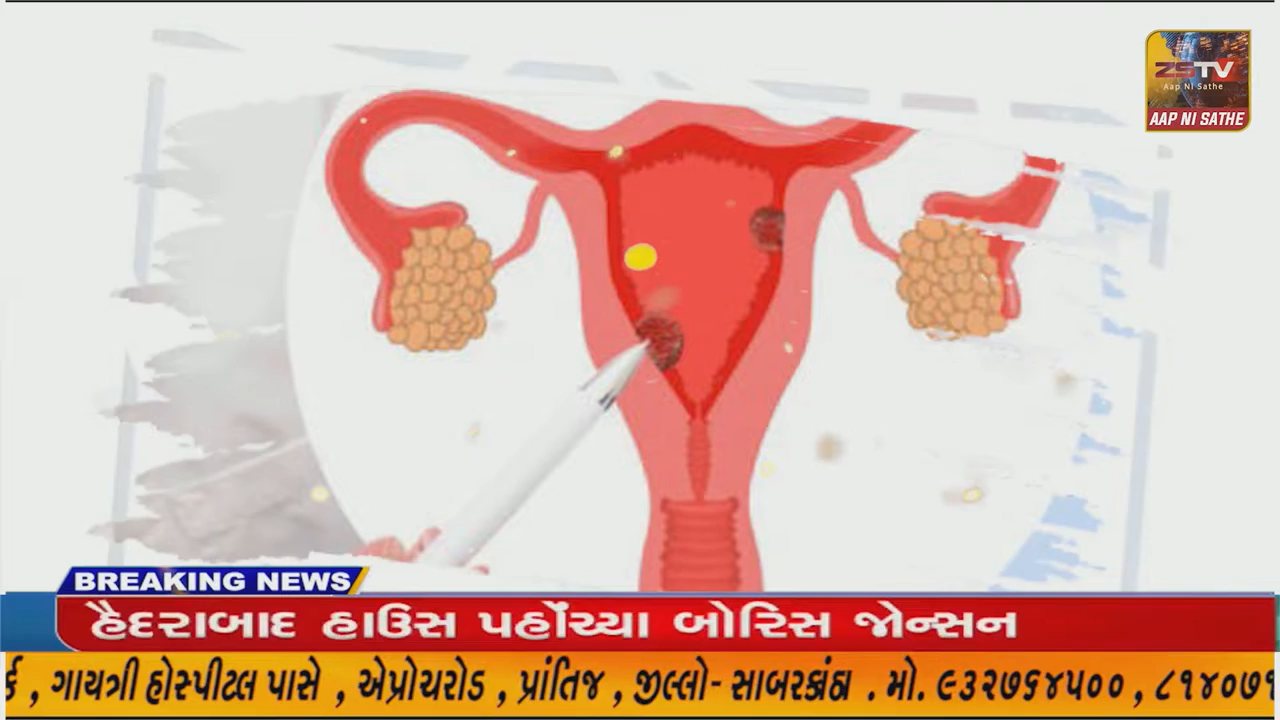 ZSTV
Aap Ni Sathe
AAP NI SATHE
BREAKING NEWS
હૈદરાબાદ હાઉસ પહોંચ્યા બોરિસ જોન્સન
, ગાયત્રી હોસ્પીટલ પાસે , એપ્રોચરોડ , પ્રાંતિજ , જીલ્લો- સાબરકાંઠા . મો. ૯૩૨૭૬૪૫૦૦ , ૮૧૪૦૭૧